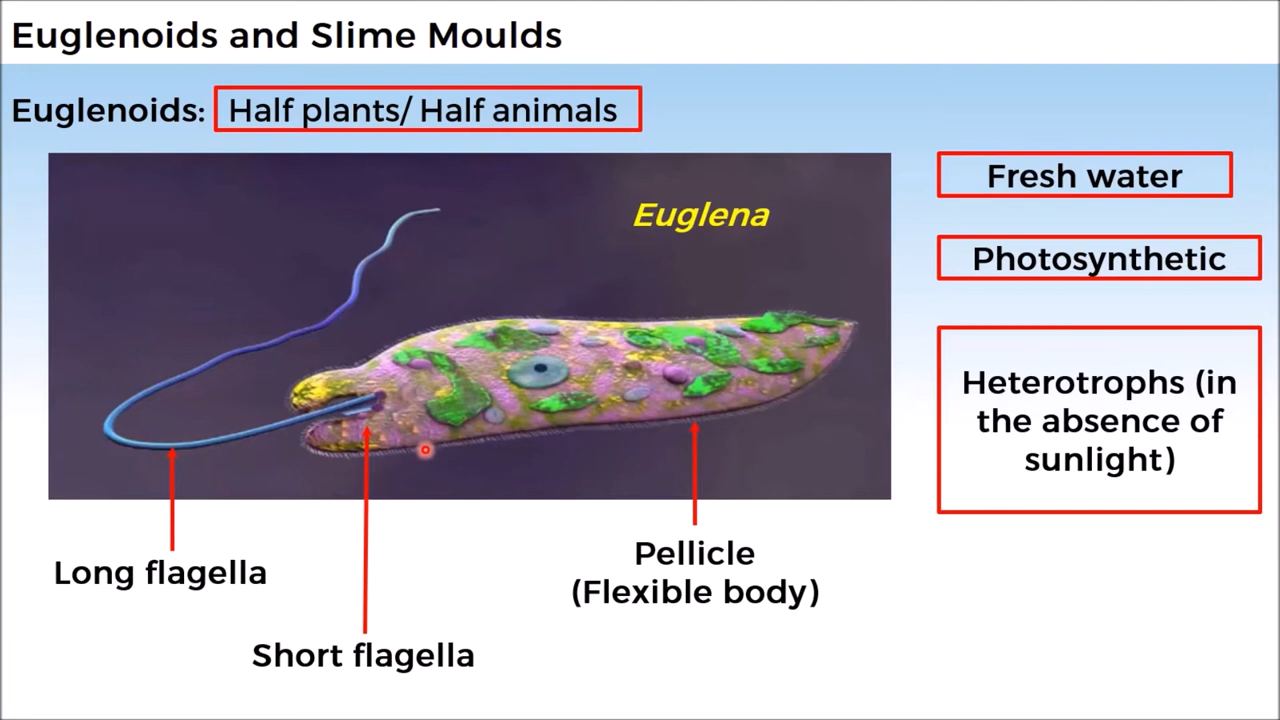 Euglenoids and Slime Moulds
Euglenoids: Half plants/ Half animals
Euglena
Fresh water
Photosynthetic
Heterotrophs (in
the absence of
sunlight)
Long flagella
Short flagella
Pellicle
(Flexible body)